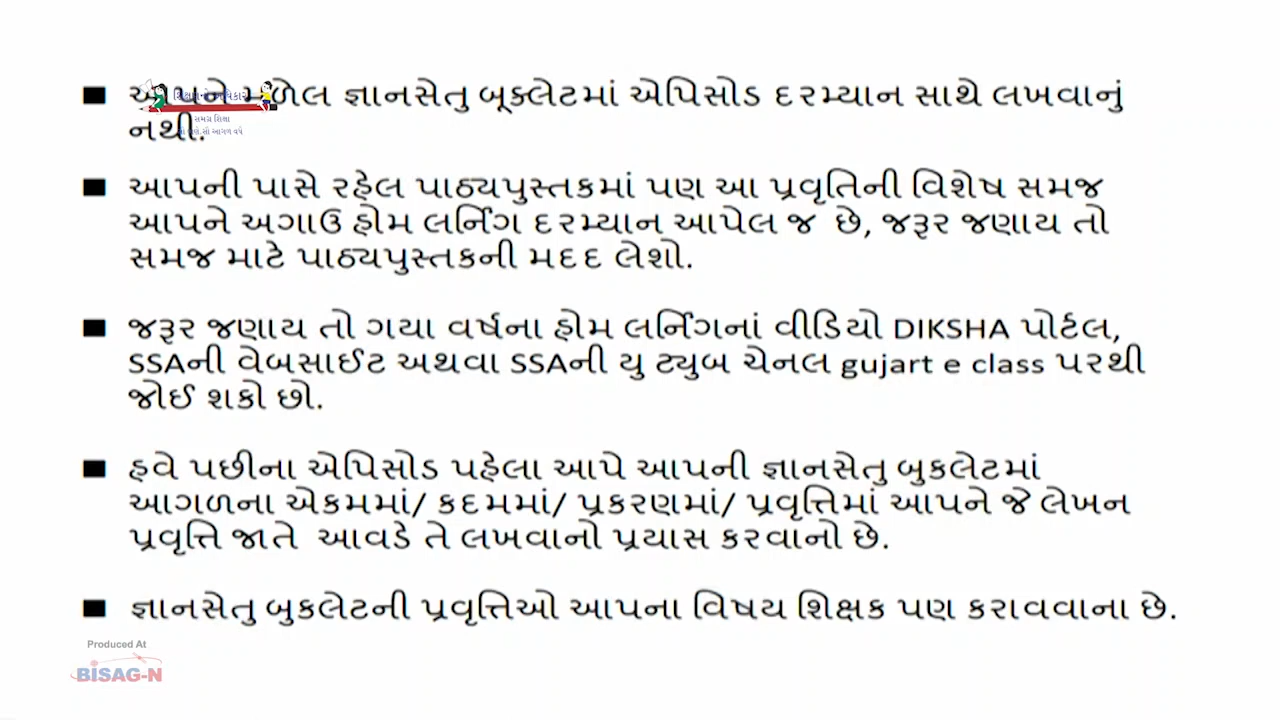 આપને મળેલ જ્ઞાનસેતુ બૂક્લેટમાં એપિસોડ દરમ્યાન સાથે લખવાનું
નથી.
સમગ્ર શિક્ષા
આપની પાસે રહેલ પાઠ્યપુસ્તકમાં પણ આ પ્રવૃતિની વિશેષ સમજ
આપને અગાઉ હોમ લર્નિંગ દરમ્યાન આપેલ જ છે, જરૂર જણાય તો
સમજ માટે પાઠ્યપુસ્તકની મદદ લેશો.
જરૂર જણાય તો ગયા વર્ષના હોમ લર્નિંગનાં વીડિયો DIKSHA પોર્ટલ,
SSAની વેબસાઈટ અથવા SSAની યુ ટ્યુબ ચેનલ gujart e class પરથી
જોઈ શકો છો.
હવે પછીના એપિસોડ પહેલા આપે આપની જ્ઞાનસેતુ બુકલેટમાં
આગળના એકમમાં/ કદમમાં/ પ્રકરણમાં/ પ્રવૃત્તિમાં આપને જે લેખન
પ્રવૃત્તિ જાતે આવડે તે લખવાનો પ્રયાસ કરવાનો છે.
જ્ઞાનસેતુ બુકલેટની પ્રવૃત્તિઓ આપના વિષય શિક્ષક પણ કરાવવાના છે.
Produced At
BISAG-N